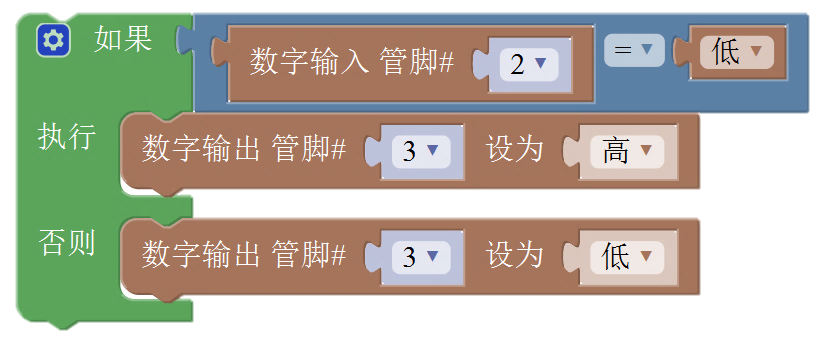 如果 数字输入 管脚# 2 = 低
执行 数字输出 管脚# 3 设为 高
否则 数字输出 管脚# 3 设为 低